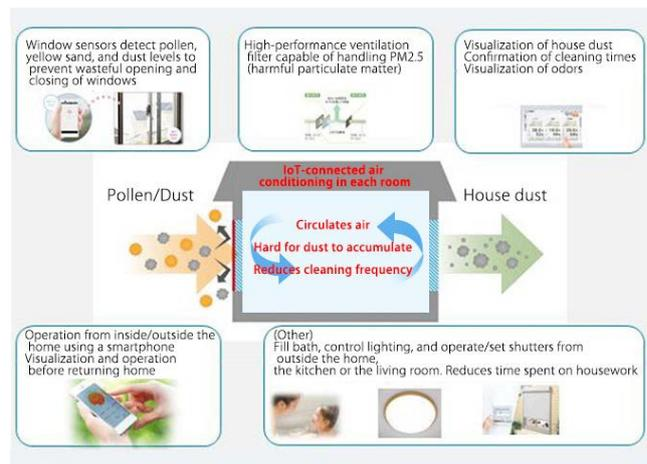 Window sensors detect pollen,
yellow sand, and dust levels to
prevent wasteful opening and
closing of windows
High-performance ventilation
filter capable of handling PM2.5
(harmful particulate matter)
Visualization of house dust
Confirmation of cleaning times
Visualization of odors
IoT-connected air
conditioning in each room
Pollen/Dust
House dust
Circulates air
Hard for dust to accumulate
Reduces cleaning frequency
Operation from inside/outside the
home using a smartphone
Visualization and operation
before returning home
(Other)
Fill bath, control lighting, and operate/set shutters from
outside the home,
the kitchen or the living room. Reduces time spent on housework